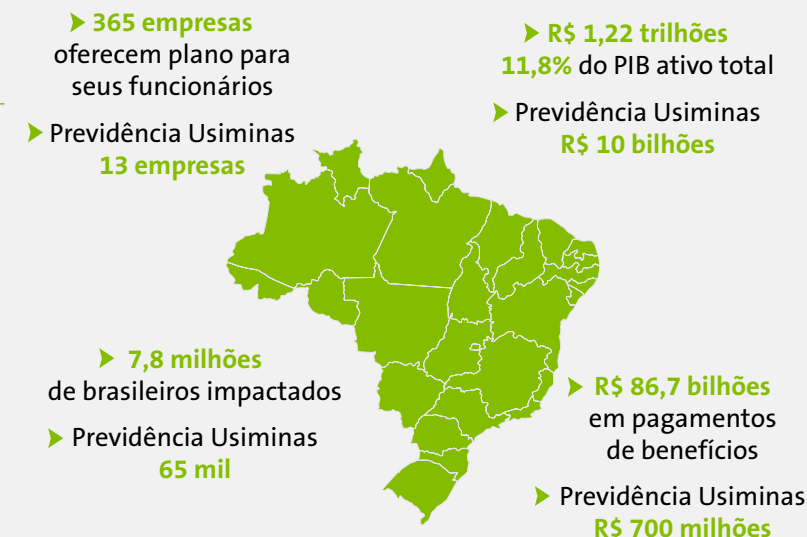 365 empresas
oferecem plano para
seus funcionários
Previdência Usiminas
13 empresas
R$ 1,22 trilhões
11,8% do PIB ativo total
Previdência Usiminas
R$ 10 bilhões
7,8 milhões
de brasileiros impactados
Previdência Usiminas
65 mil
R$ 86,7 bilhões
em pagamentos
de benefícios
Previdência Usiminas
R$ 700 milhões